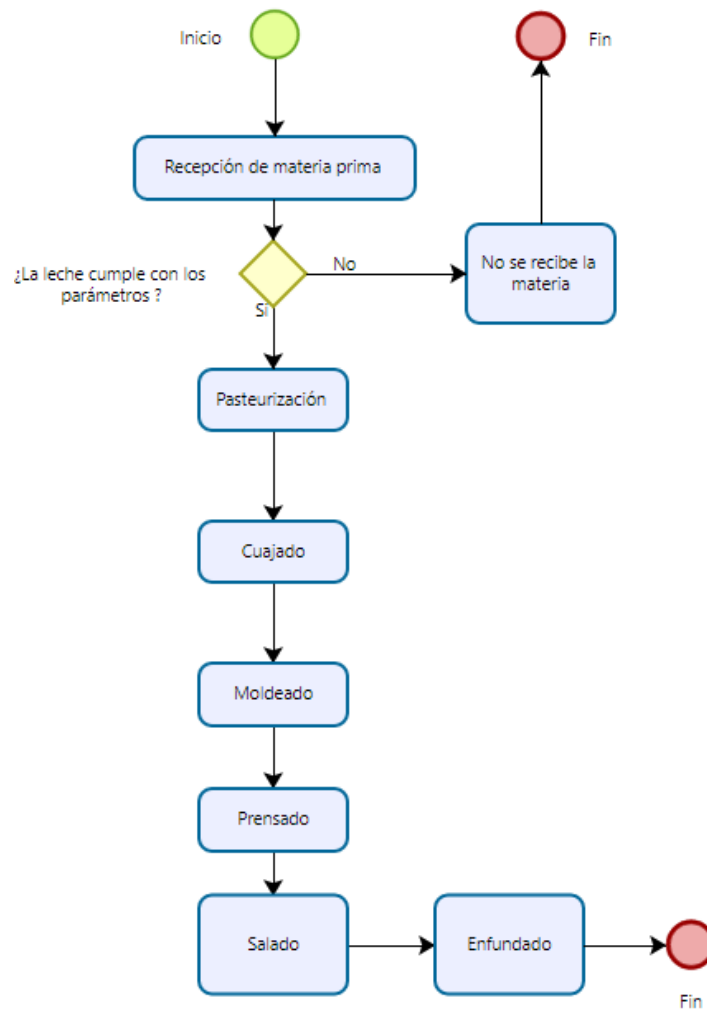 Inicio
Fin
Recepción de materia prima
¿La leche cumple con los
parámetros ?
No
No se recibe la
materia
Sí
Pasteurización
Cuajado
Moldeado
Prensado
Salado
Enfundado
Fin